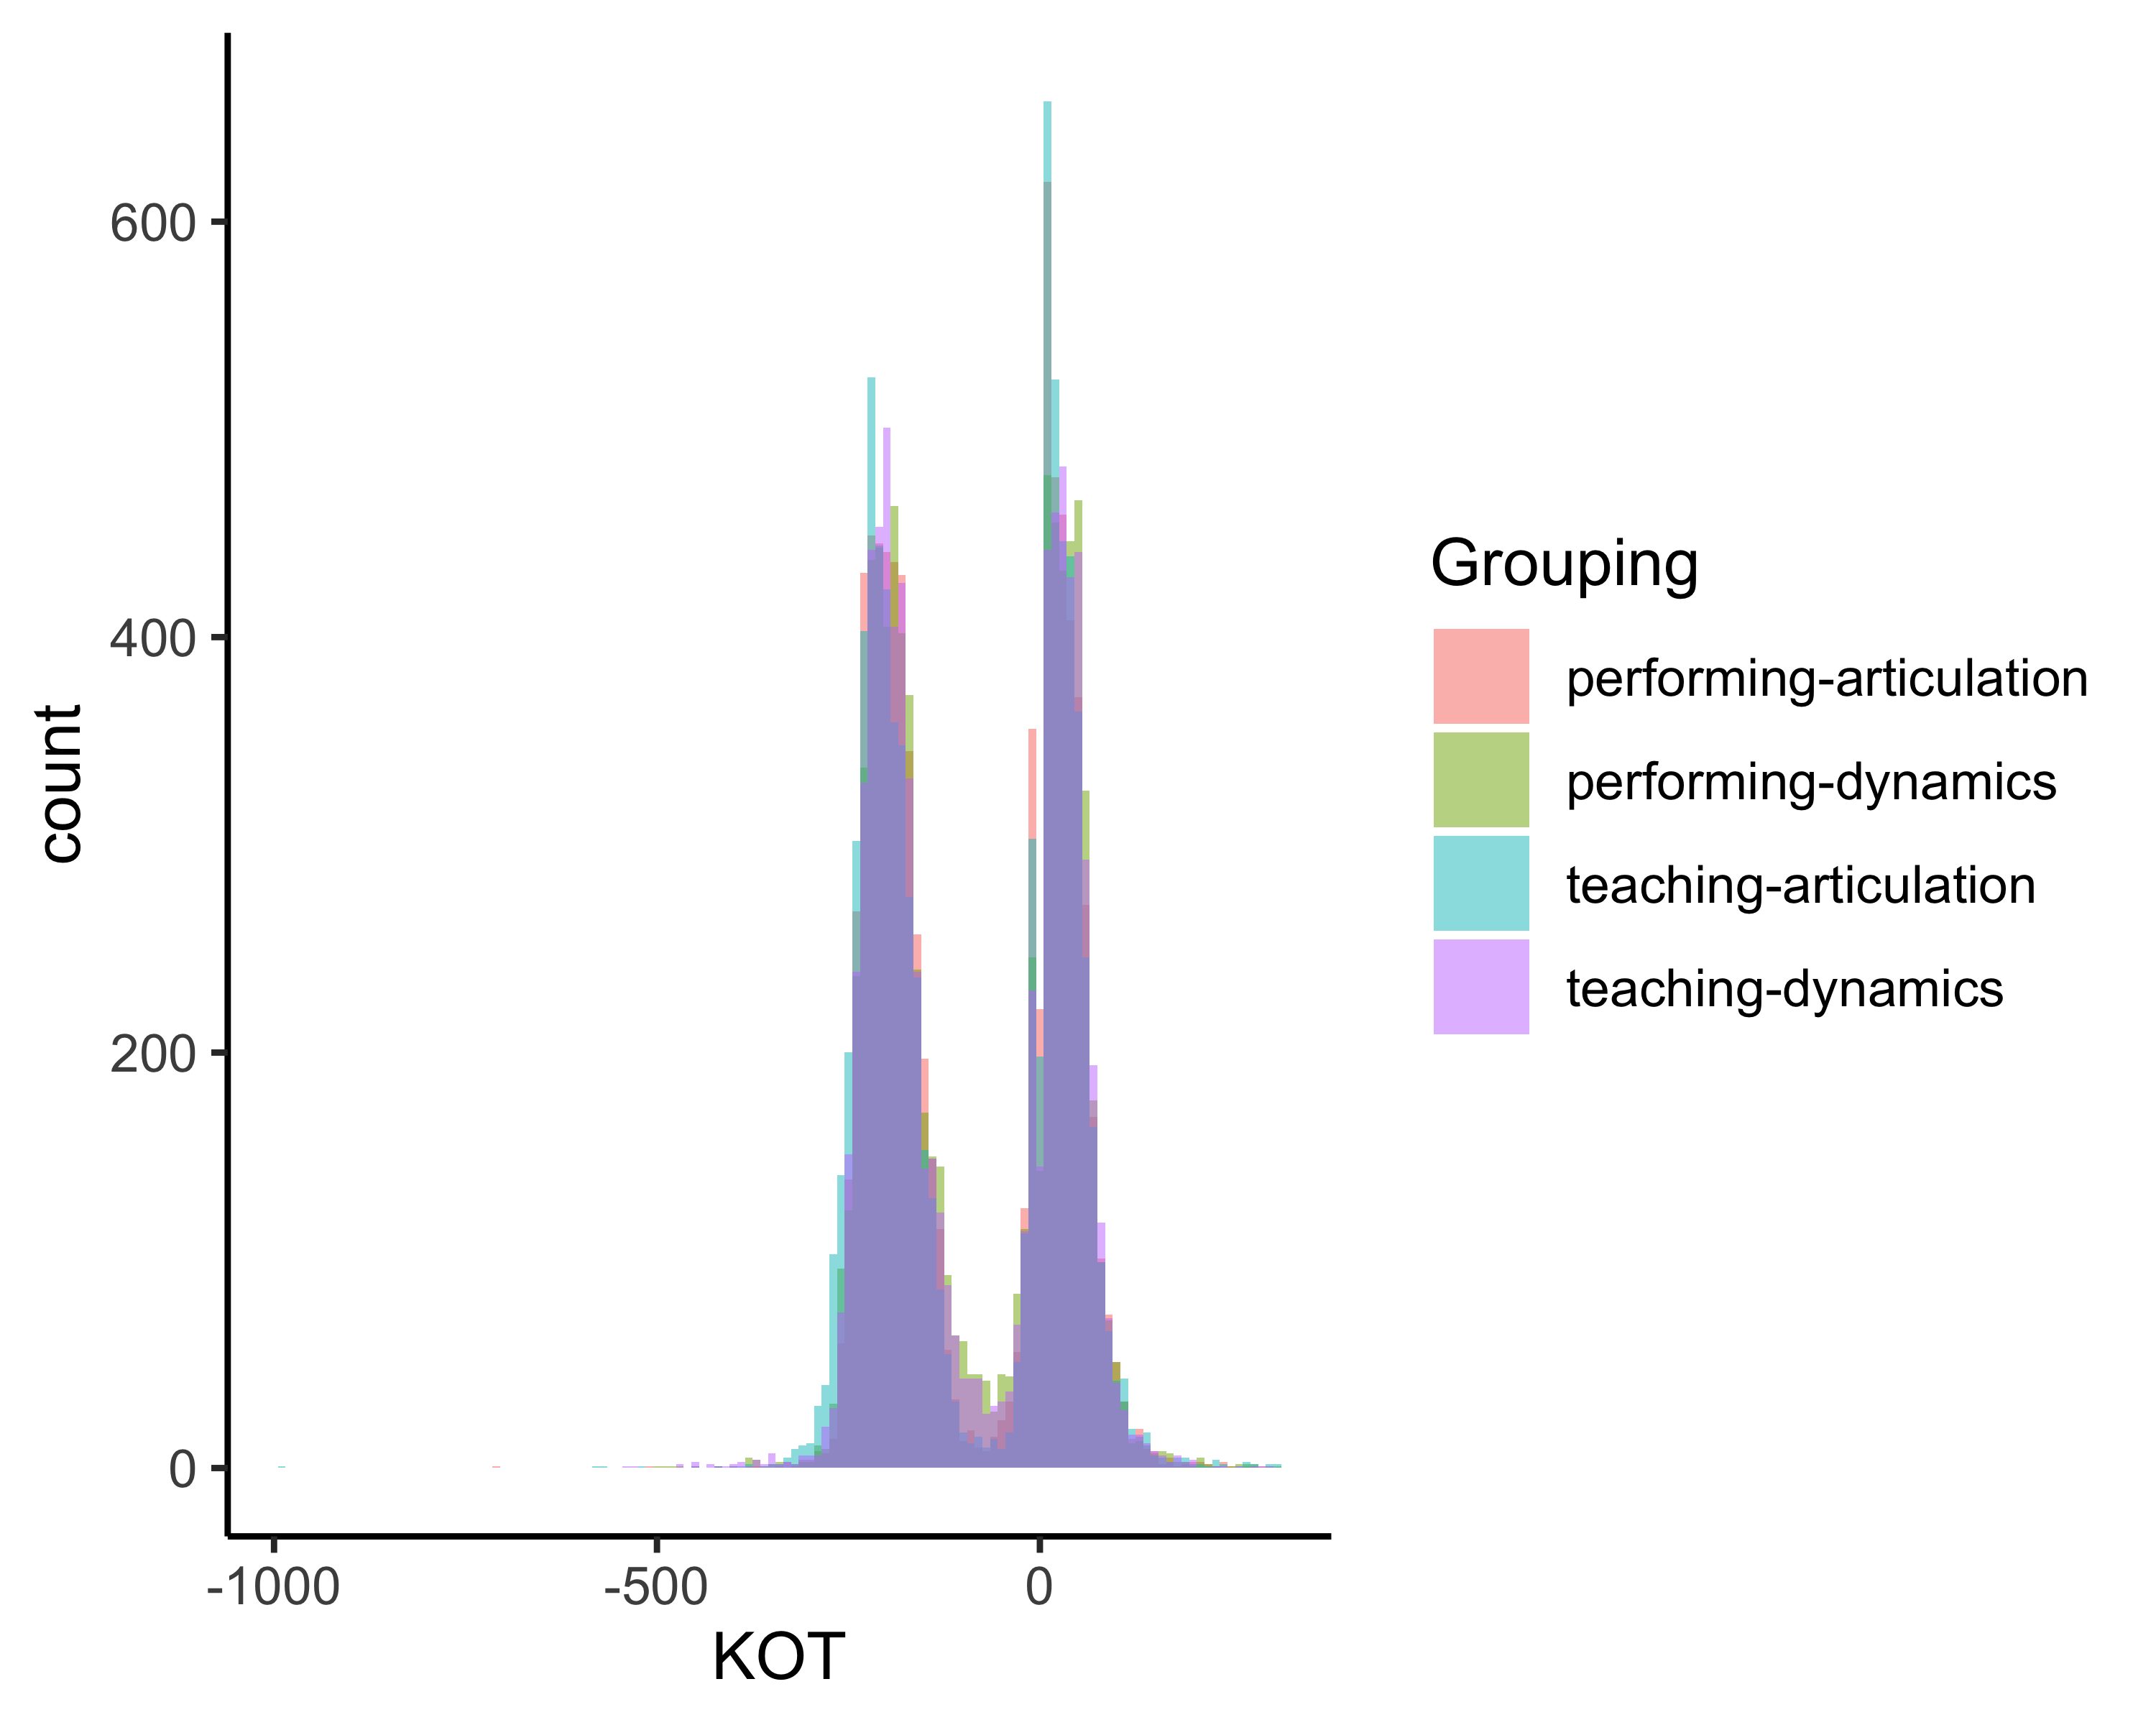 600
400
200
0
count
-1000
-500
0
KOT
Grouping
performing-articulation
performing-dynamics
teaching-articulation
teaching-dynamics